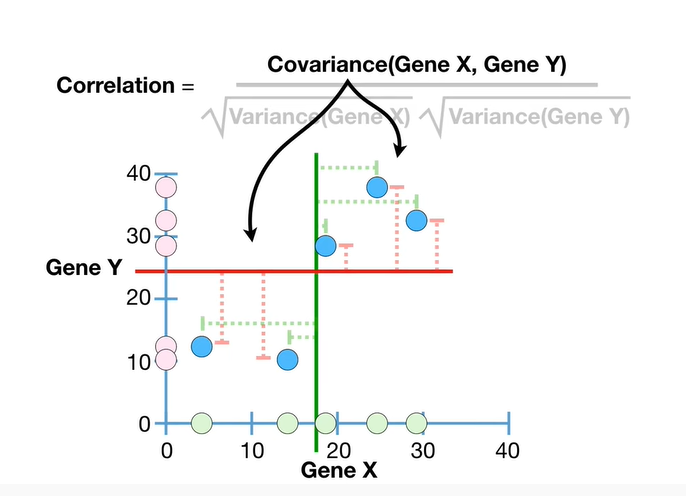 Covariance(Gene X, Gene Y)
Correlation =
√Variance(Gene X) √Variance(Gene Y)
40
30
Gene Y
20
10
0
0 10 20 30 40
Gene X